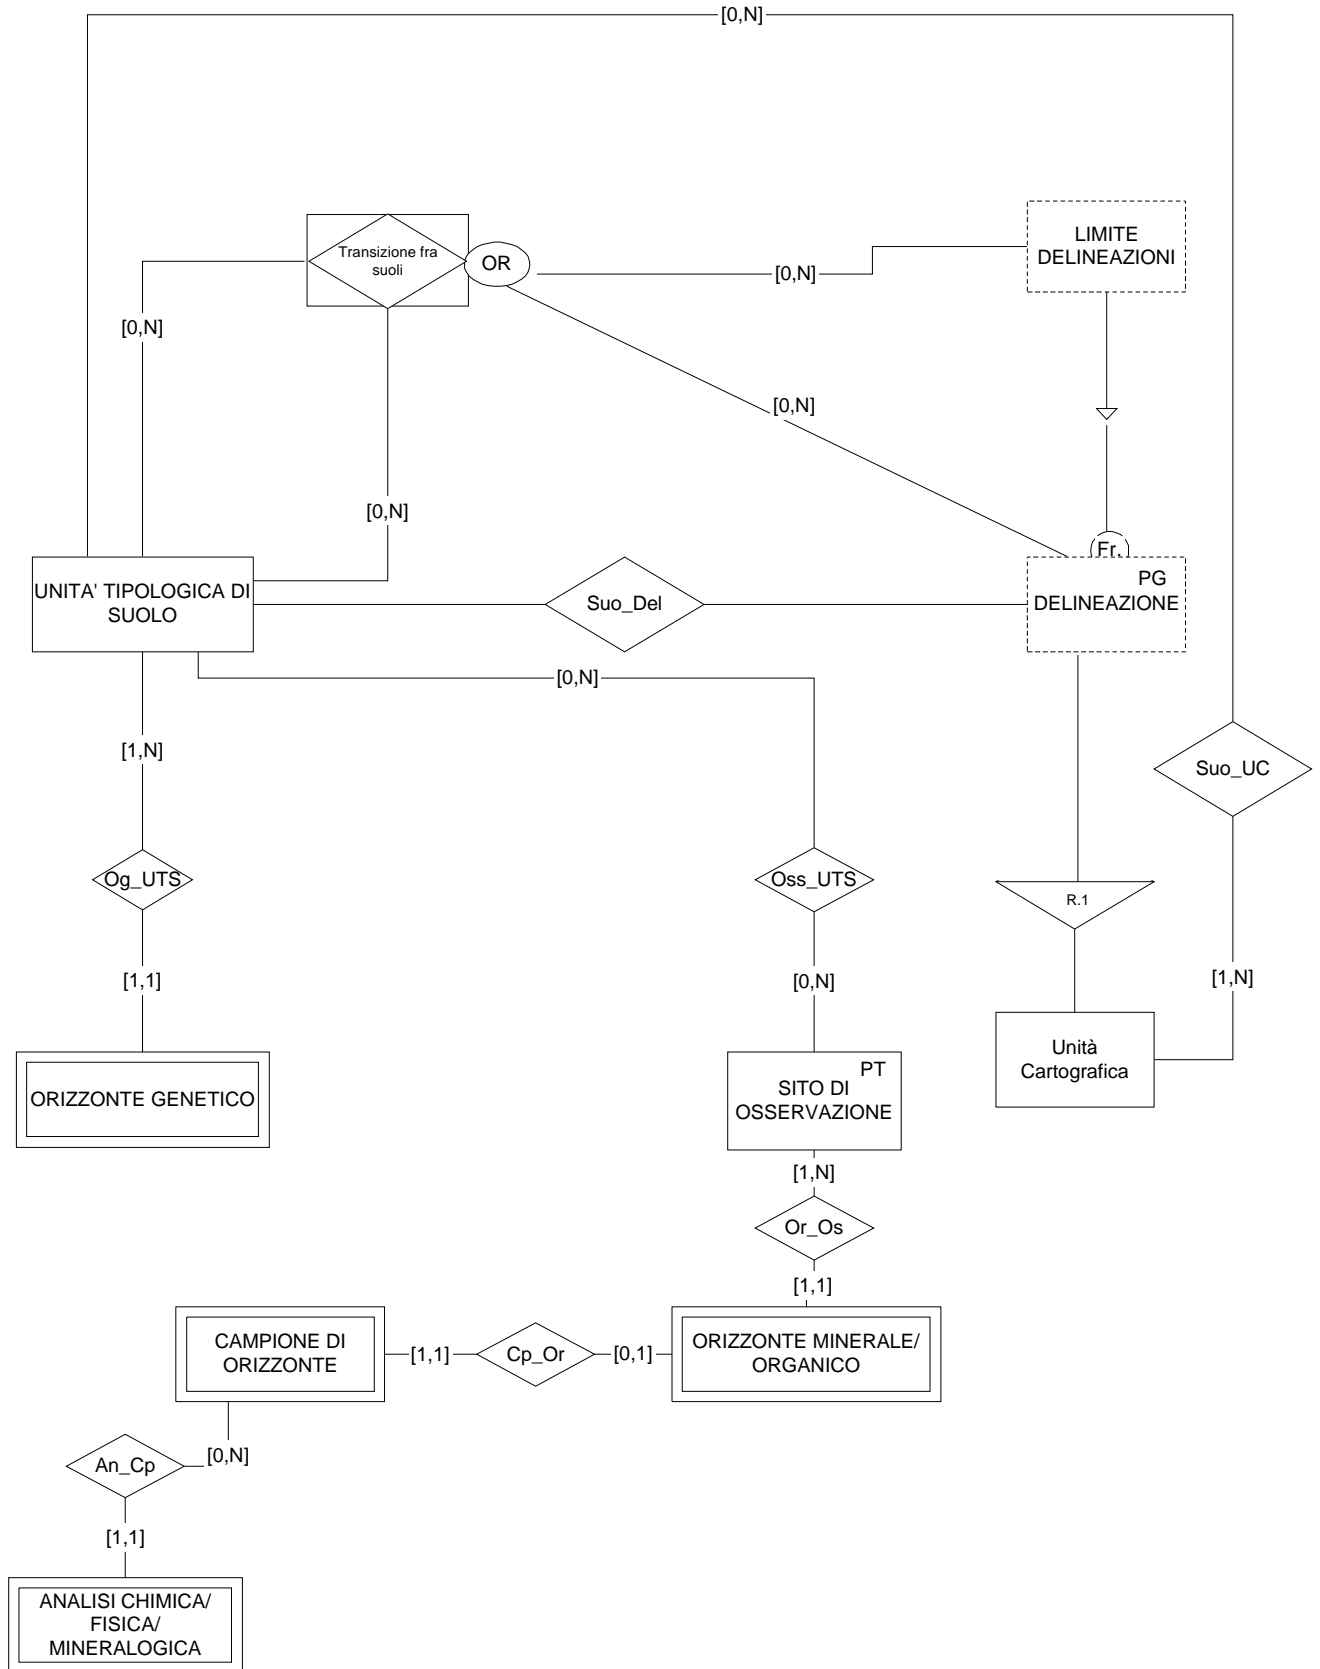 [0,N]
Transizione fra
suoli
OR
[0,N]
LIMITE
DELINEAZIONI
[0,N]
[0,N]
[0,N]
Fr.
UNITA' TIPOLOGICA DI
SUOLO
Suo_Del
PG
DELINEAZIONE
[0,N]
[1,N]
Suo_UC
Og_UTS
Oss_UTS
R.1
[1,1]
[0,N]
[1,N]
ORIZZONTE GENETICO
PT
SITO DI
OSSERVAZIONE
Unità
Cartografica
[1,N]
Or_Os
[1,1]
CAMPIONE DI
ORIZZONTE
[1,1]
Cp_Or
[0,1]
ORIZZONTE MINERALE/
ORGANICO
An_Cp
[0,N]
[1,1]
ANALISI CHIMICA/
FISICA/
MINERALOGICA